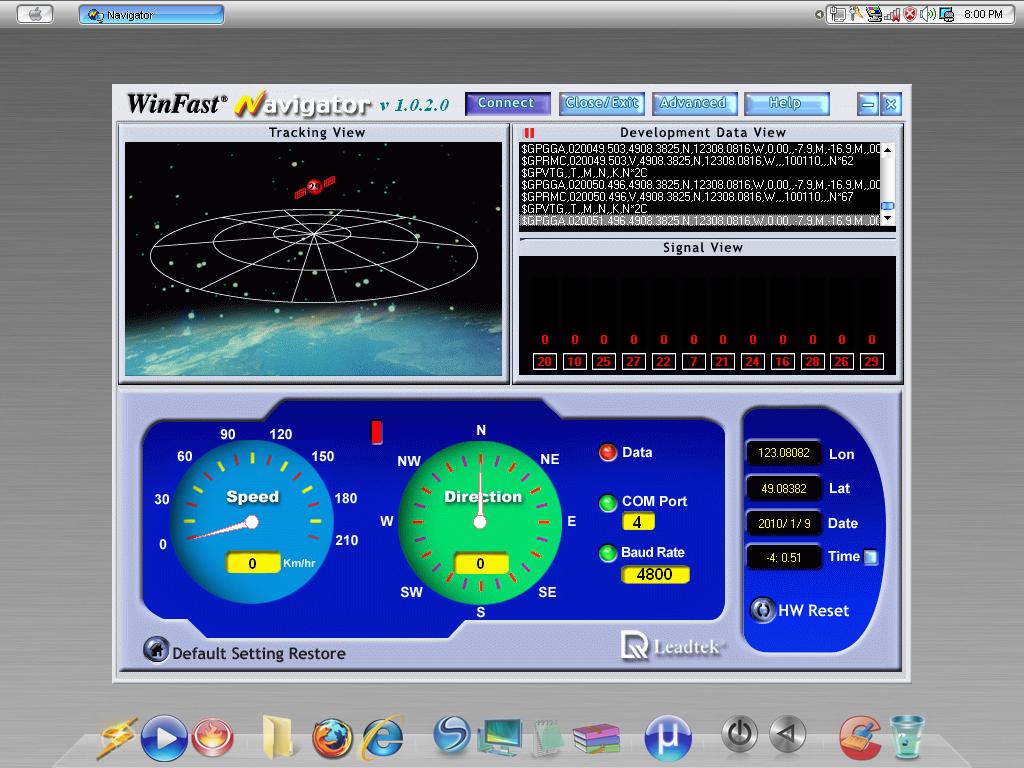 Navigator
8:00 PM
WinFast® Navigator v 1.0.2.0
Connect
Close/Exit
Advanced
Help
Tracking View
29
Development Data View
$GPGGA,020049.503,4908.3825,N,12308.0816,W,0,00,,-7.9,M,-16.9,M,,00
$GPRMC,020049.503,V,4908.3825,N,12308.0816,W,,,100110,,,N*62
$GPVTG,,T,,M,,N,,K,N*2C
$GPGGA,020050.496,4908.3825,N,12308.0816,W,0,00,,-7.9,M,-16.9,M,,00
$GPRMC,020050.496,V,4908.3825,N,12308.0816,W,,,100110,,,N*67
$GPVTG,,T,,M,,N,,K,N*2C
$GPGGA,020051.496,4908.3825,N,12308.0816,W,0,00,,-7.9,M,-16.9,M,,00
Signal View
0 0 0 0 0 0 0 0 0 0 0 0
20 10 25 27 22 7 21 24 16 28 26 29
0 30 60 90 120 150 180 210
Speed
0 Km/hr
N NE E SE S SW W NW
Direction
0
Data
COM Port
4
Baud Rate
4800
123.08082 Lon
49.08382 Lat
2010/ 1/ 9 Date
-4: 0.51 Time
HW Reset
Default Setting Restore
Leadtek